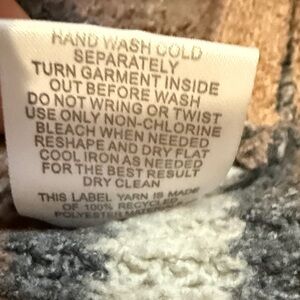 HAND WASH COLD
SEPARATELY
TURN GARMENT INSIDE
OUT BEFORE WASH
DO NOT WRING OR TWIST
USE ONLY NON-CHLORINE
BLEACH WHEN NEEDED
RESHAPE AND DRY FLAT
COOL IRON AS NEEDED
FOR THE BEST RESULT
DRY CLEAN
THIS LABEL YARN IS MADE
OF 100% RECYCLED
POLYESTER